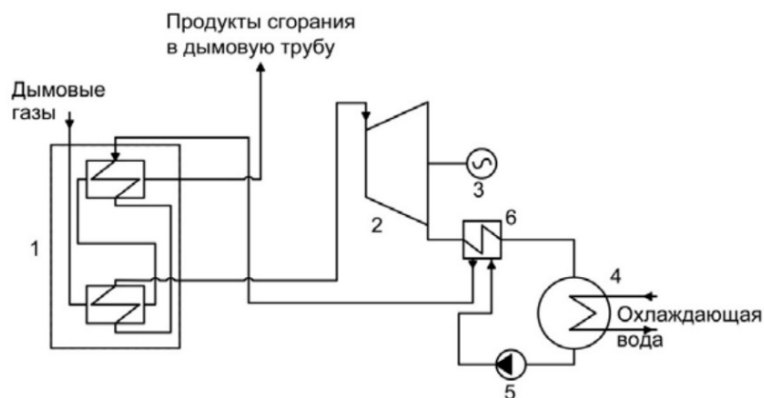 Продукты сгорания
в дымовую трубу
Дымовые
газы
1
2
3
6
4
Охлаждающая
вода
5